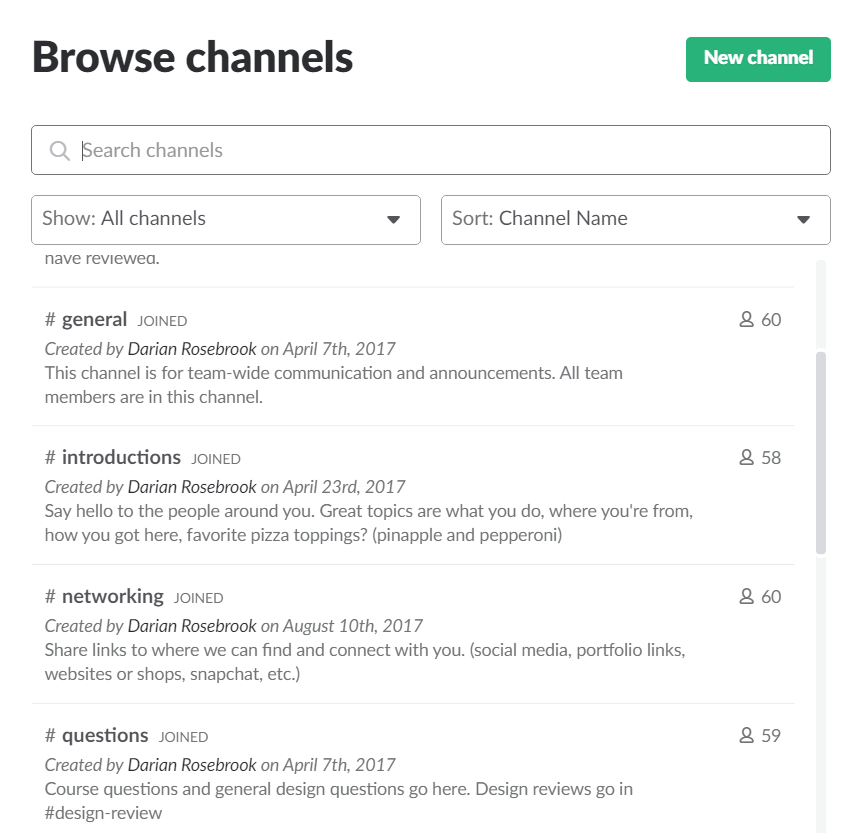 Browse channels
New channel
Search channels
Show: All channels
Sort: Channel Name
have reviewed.
# general JOINED
60
Created by Darian Rosebrook on April 7th, 2017
This channel is for team-wide communication and announcements. All team
members are in this channel.
# introductions JOINED
58
Created by Darian Rosebrook on April 23rd, 2017
Say hello to the people around you. Great topics are what you do, where you're from,
how you got here, favorite pizza toppings? (pinapple and pepperoni)
# networking JOINED
60
Created by Darian Rosebrook on August 10th, 2017
Share links to where we can find and connect with you. (social media, portfolio links,
websites or shops, snapchat, etc.)
# questions JOINED
59
Created by Darian Rosebrook on April 7th, 2017
Course questions and general design questions go here. Design reviews go in
#design-review